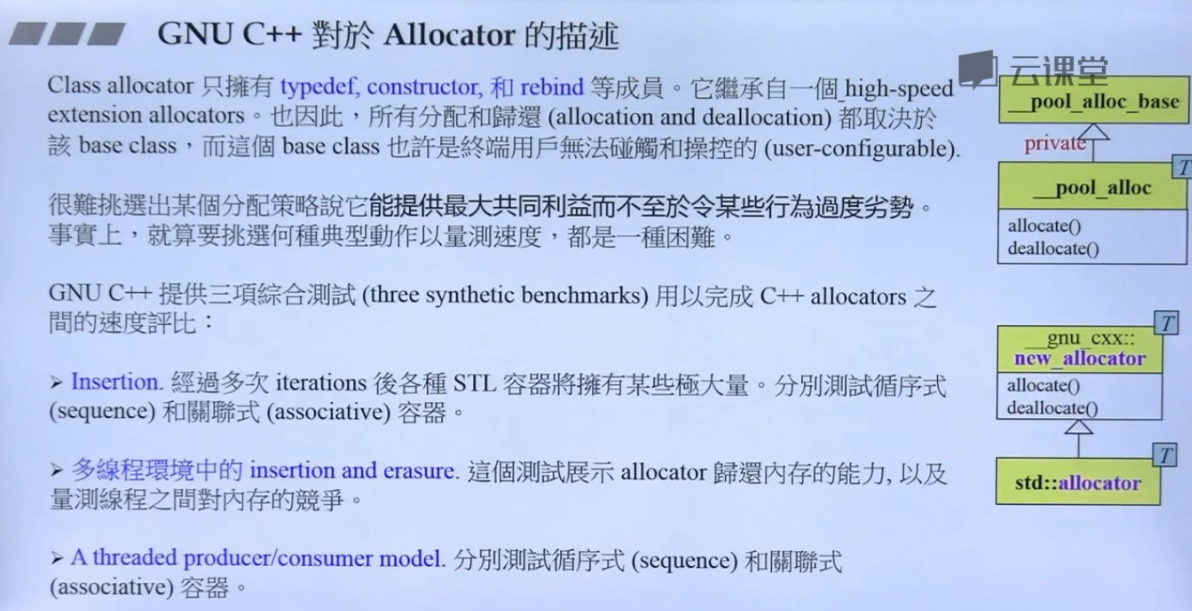 GNU C++ 對於 Allocator 的描述
云课堂
Class allocator 只擁有 typedef, constructor, 和 rebind 等成員。它繼承自一個 high-speed
extension allocators。也因此，所有分配和歸還 (allocation and deallocation) 都取決於
該 base class，而這個 base class 也許是終端用戶無法碰觸和操控的 (user-configurable).
很難挑選出某個分配策略說它能提供最大共同利益而不至於令某些行為過度劣勢。
事實上，就算要挑選何種典型動作以量測速度，都是一種困難。
GNU C++ 提供三項綜合測試 (three synthetic benchmarks) 用以完成 C++ allocators 之
間的速度評比：
➢ Insertion. 經過多次 iterations 後各種 STL 容器將擁有某些極大量。分別測試循序式
(sequence) 和關聯式 (associative) 容器。
➢ 多線程環境中的 insertion and erasure. 這個測試展示 allocator 歸還內存的能力, 以及
量測線程之間對內存的競爭。
➢ A threaded producer/consumer model. 分別測試循序式 (sequence) 和關聯式
(associative) 容器。
__pool_alloc_base
private
T
__pool_alloc
allocate()
deallocate()
T
__gnu_cxx::
new_allocator
allocate()
deallocate()
T
std::allocator